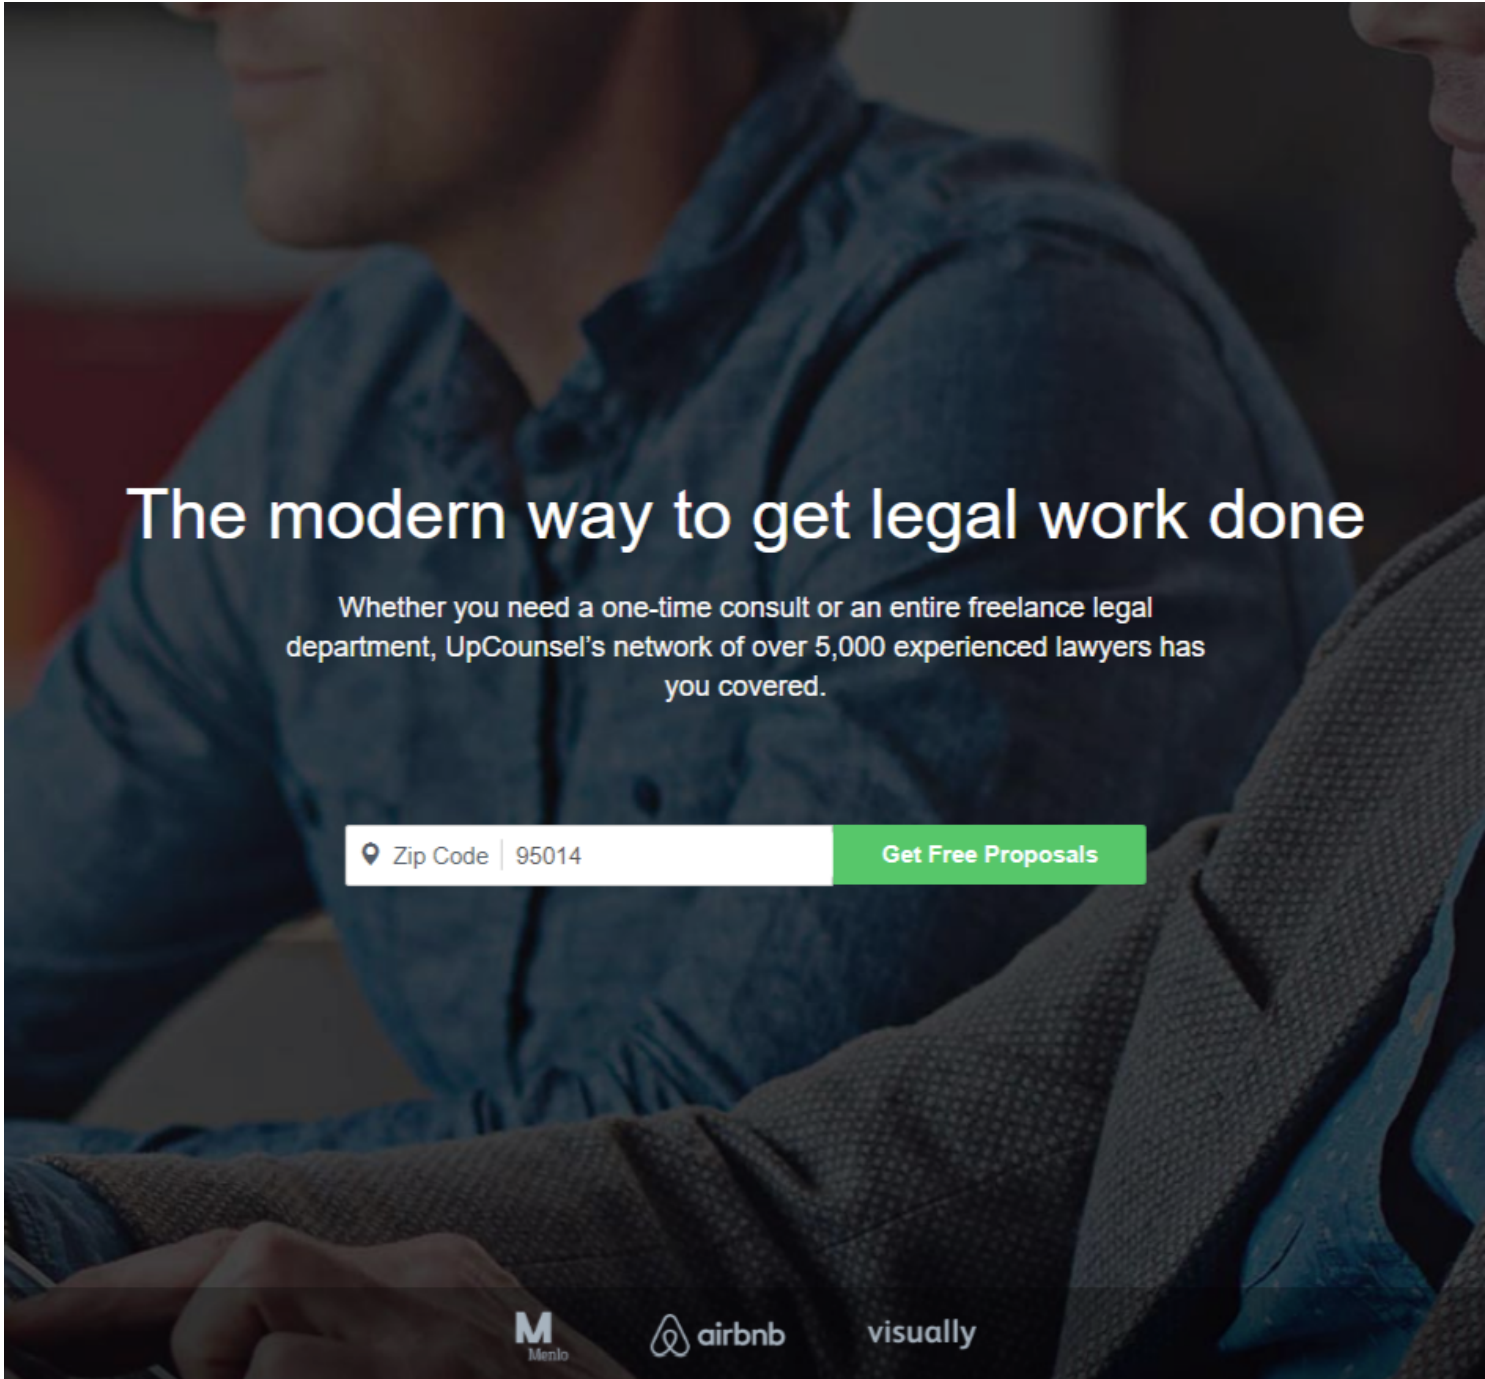 The modern way to get legal work done
Whether you need a one-time consult or an entire freelance legal
department, UpCounsel’s network of over 5,000 experienced lawyers has
you covered.
Zip Code 95014 Get Free Proposals
M
Menlo
airbnb
visually